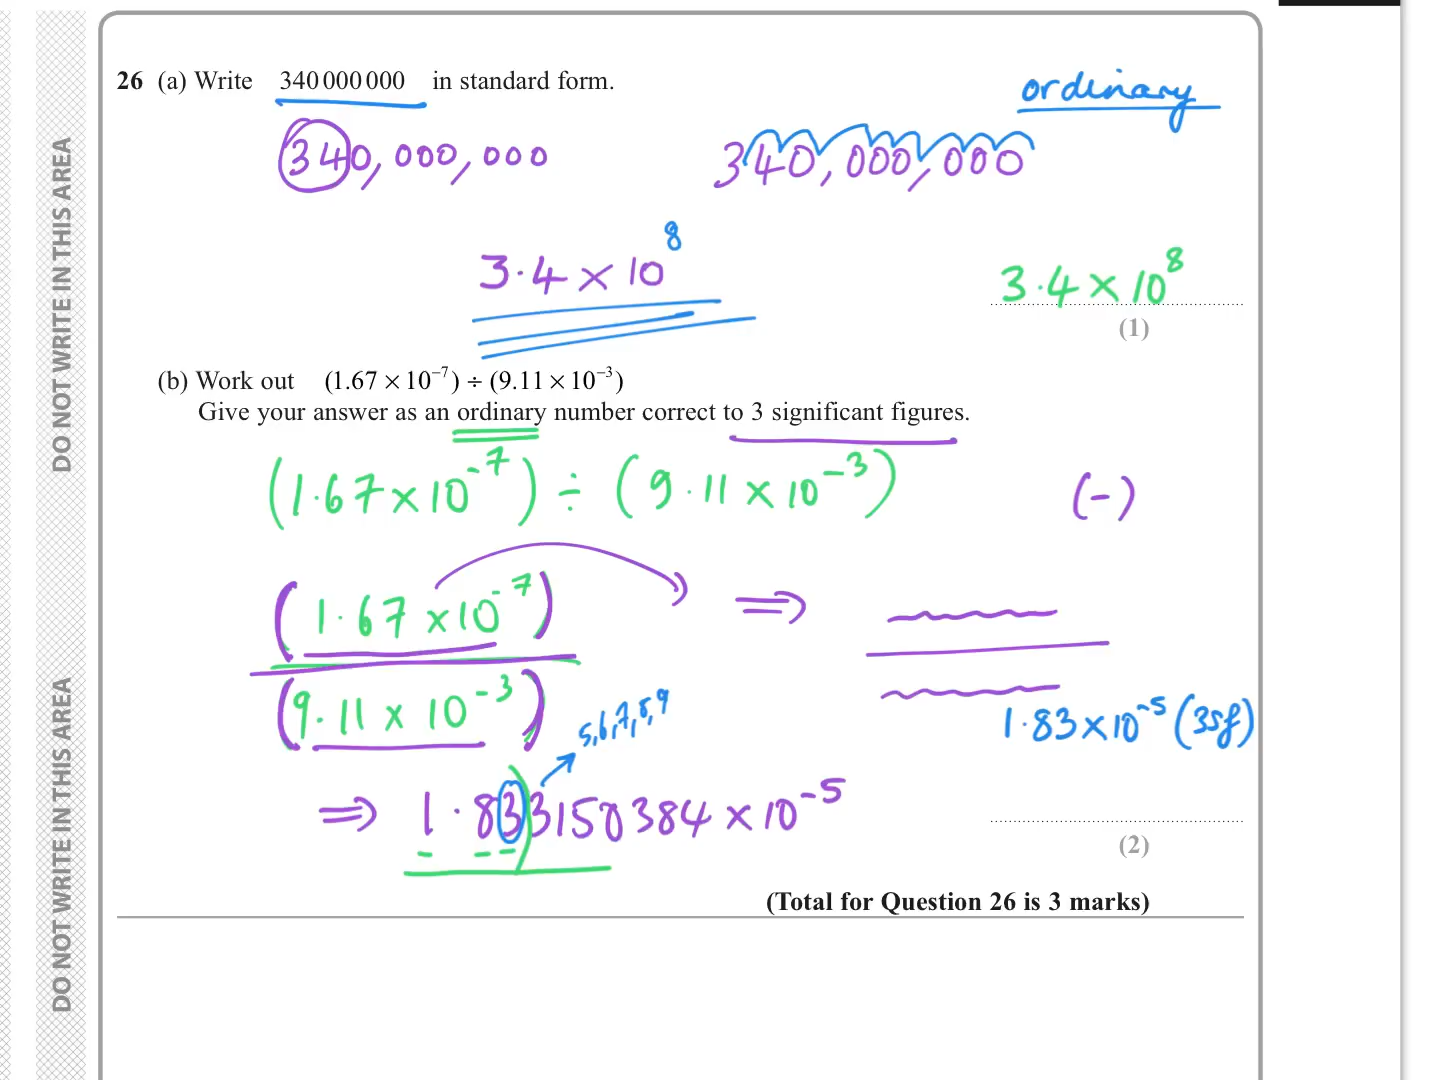 DO NOT WRITE IN THIS AREA
DO NOT WRITE IN THIS AREA
26 (a) Write 340 000 000 in standard form.
ordinary
340,000,000
340,000,000
3.4 × 10^8
3.4 × 10^8
(1)
(b) Work out (1.67 × 10^−7) ÷ (9.11 × 10^−3)
Give your answer as an ordinary number correct to 3 significant figures.
(1.67 × 10^-7) ÷ (9.11 × 10^-3)
(-)
(1.67 × 10^-7)
⇒
(9.11 × 10^-3)
5,6,7,8,9
1.83 × 10^-5 (3sf)
⇒ 1.833150384 × 10^-5
(2)
(Total for Question 26 is 3 marks)